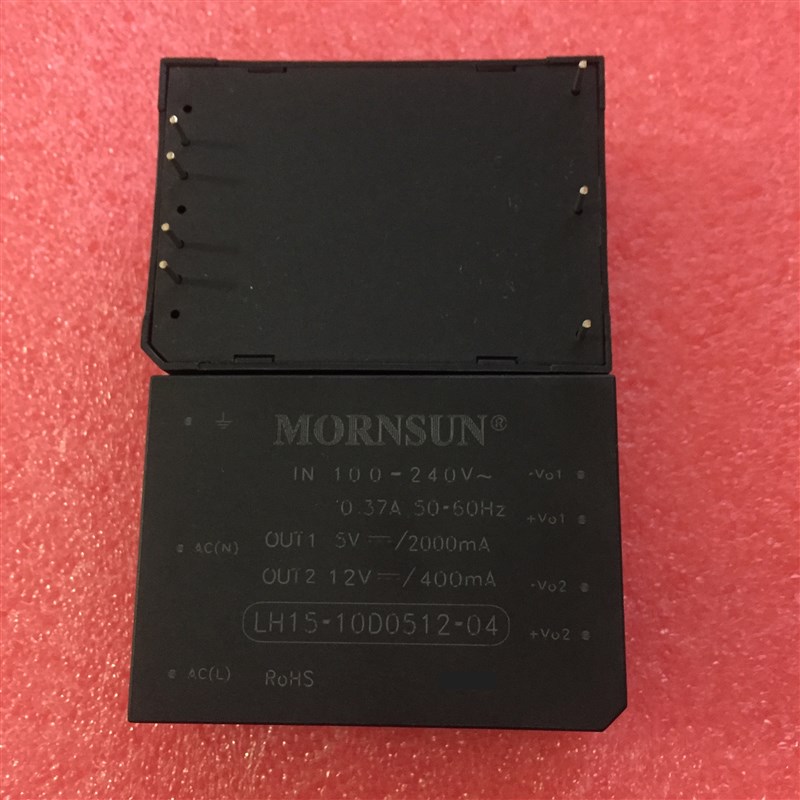 MORNSUN®
IN 100-240V~ -Vo1
0.37A 50-60Hz +Vo1
AC(N) OUT1 5V⎓/2000mA
OUT2 12V⎓/400mA -Vo2
LH15-10D0512-04 +Vo2
AC(L) RoHS